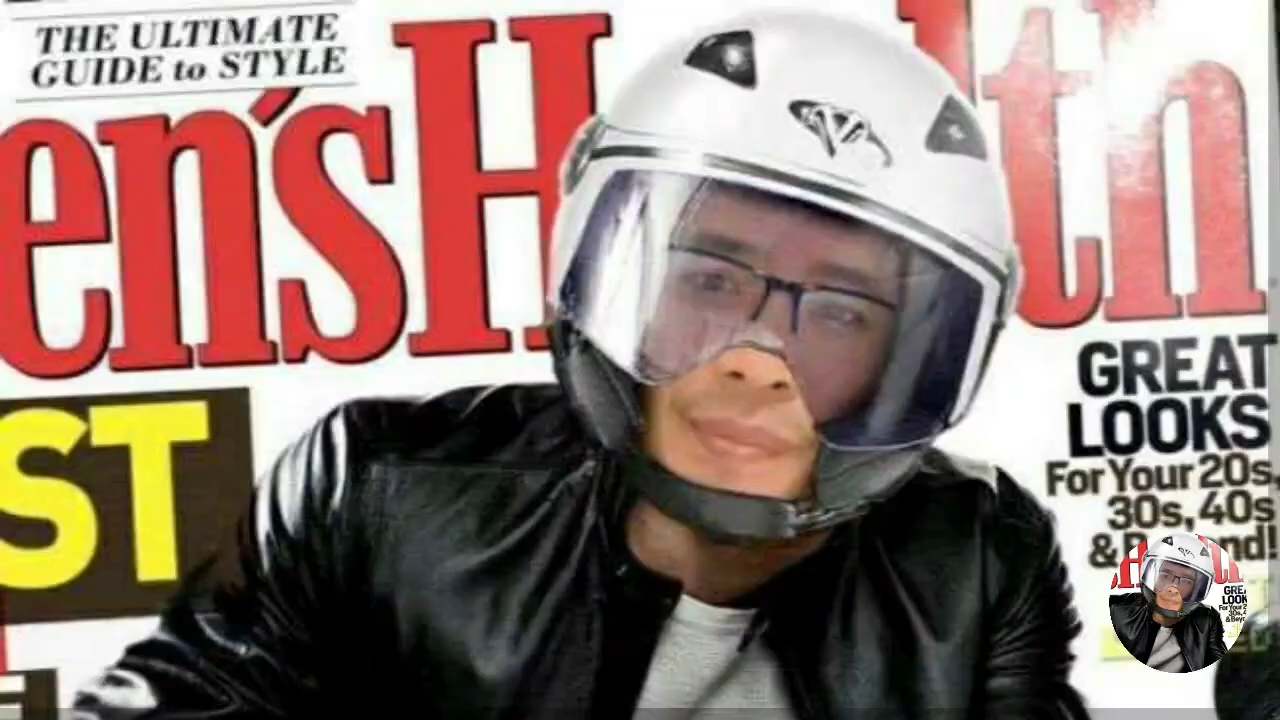 THE ULTIMATE
GUIDE to STYLE
en's H lth
ST
GREAT
LOOKS
For Your 20s,
30s, 40s